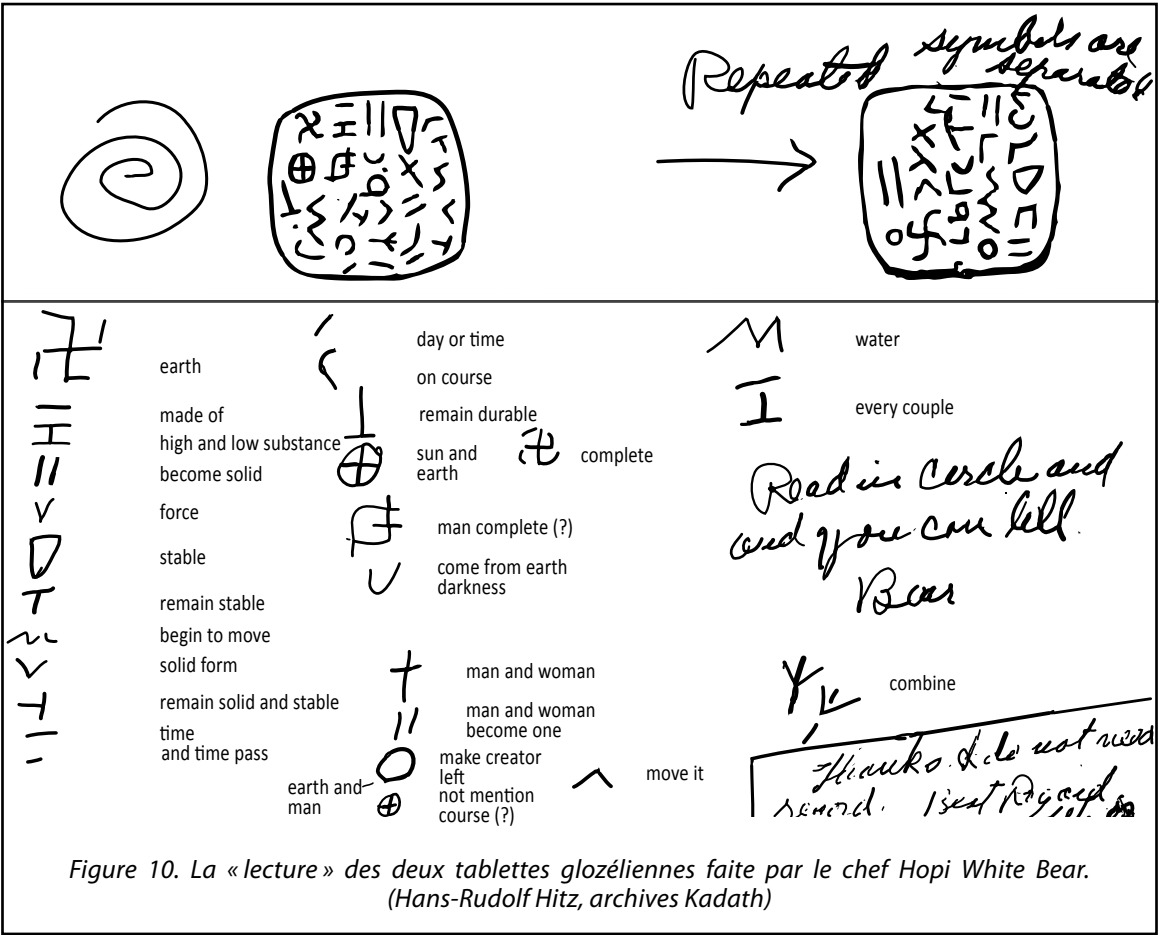 Repeated symbols are
separated
earth
made of
high and low substance
become solid
force
stable
remain stable
begin to move
solid form
remain solid and stable
time
and time pass
day or time
on course
remain durable
sun and
earth
complete
man complete (?)
come from earth
darkness
man and woman
man and woman
become one
make creator
left
not mention
course (?)
earth and
man
move it
water
every couple
Read in circle and
and you can tell.
Bear
combine
Thanks I do not need
record. Best Regard
Figure 10. La « lecture » des deux tablettes glozéliennes faite par le chef Hopi White Bear.
(Hans-Rudolf Hitz, archives Kadath)